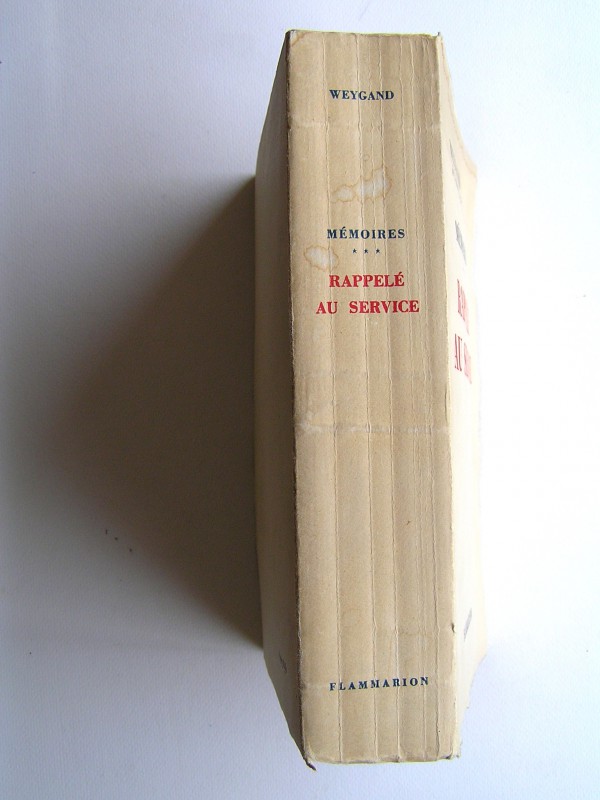 WEYGAND
MÉMOIRES
* * *
RAPPELÉ
AU SERVICE
FLAMMARION